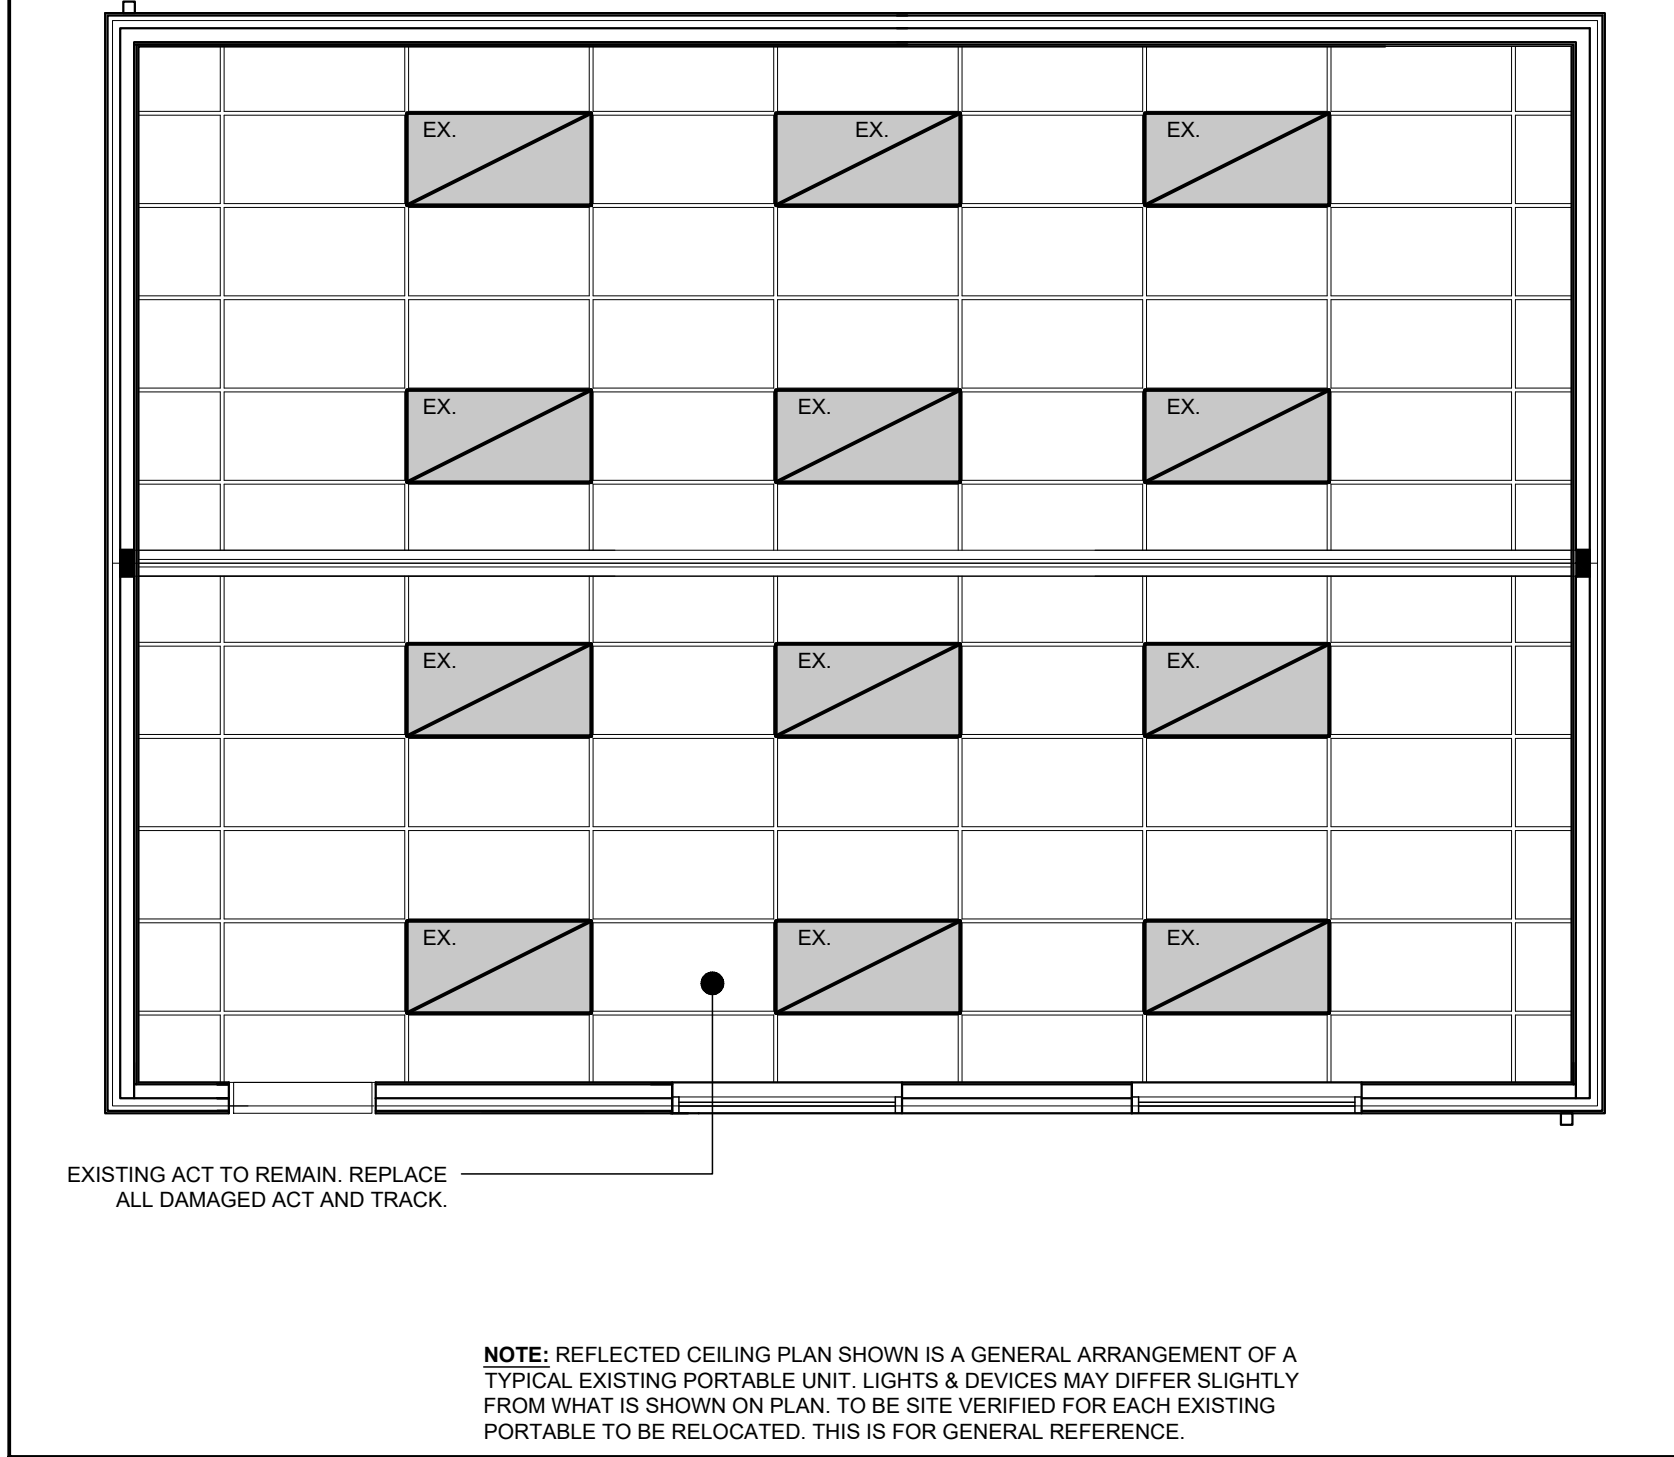 EX.
EX.
EX.
EX.
EX.
EX.
EX.
EX.
EX.
EX.
EX.
EX.
EXISTING ACT TO REMAIN. REPLACE
ALL DAMAGED ACT AND TRACK.
NOTE: REFLECTED CEILING PLAN SHOWN IS A GENERAL ARRANGEMENT OF A
TYPICAL EXISTING PORTABLE UNIT. LIGHTS & DEVICES MAY DIFFER SLIGHTLY
FROM WHAT IS SHOWN ON PLAN. TO BE SITE VERIFIED FOR EACH EXISTING
PORTABLE TO BE RELOCATED. THIS IS FOR GENERAL REFERENCE.